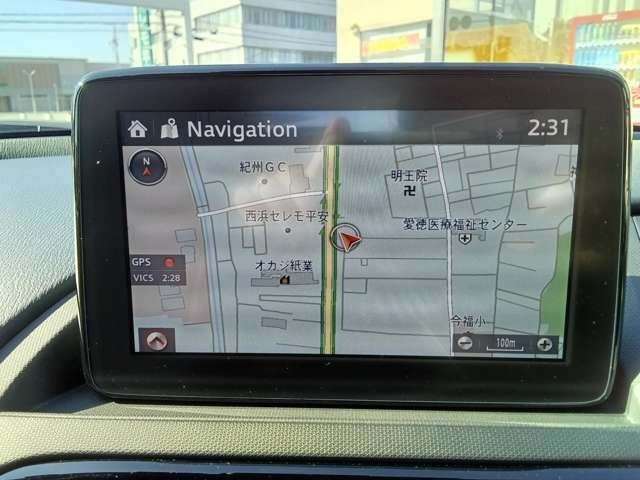 Navigation
2:31
N
紀州GC
明王院
卍
西浜セレモ平安
愛徳医療福祉センター
GPS
VICS 2:28
オカジ紙業
今福小
100m